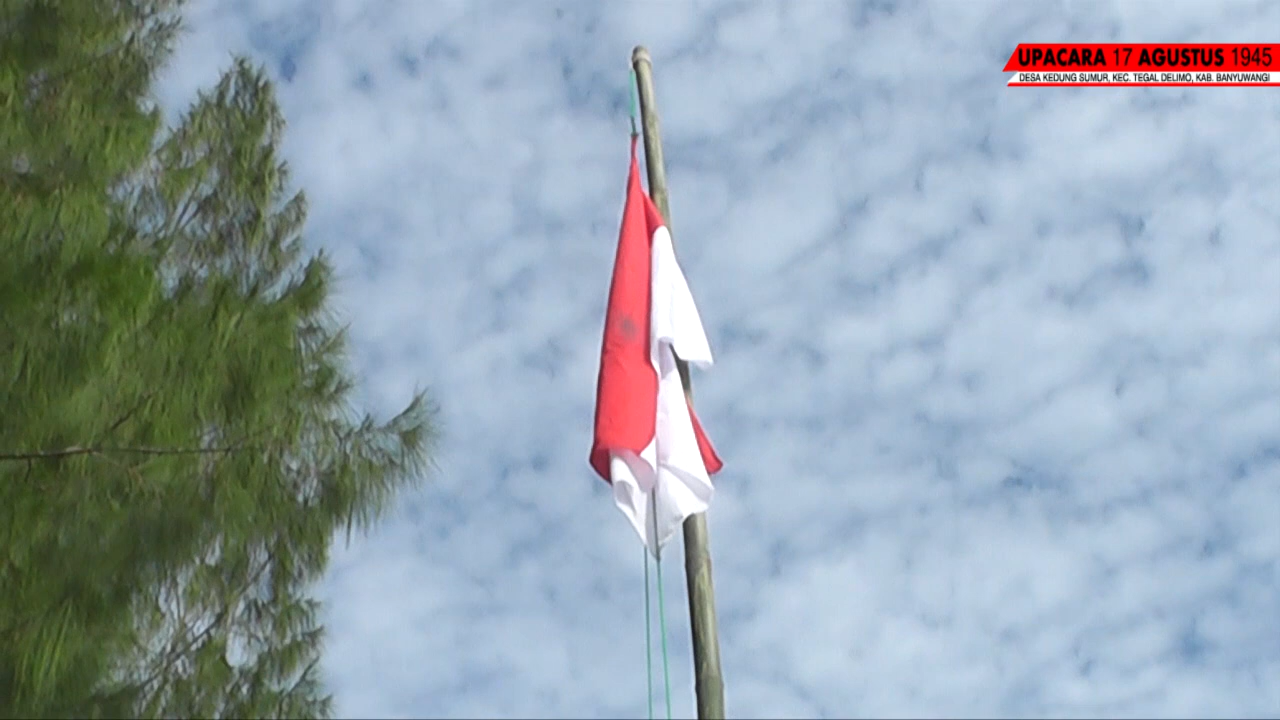 UPACARA 17 AGUSTUS 1945
DESA KEDUNG SUMUR, KEC. TEGAL DELIMO, KAB. BANYUWANGI